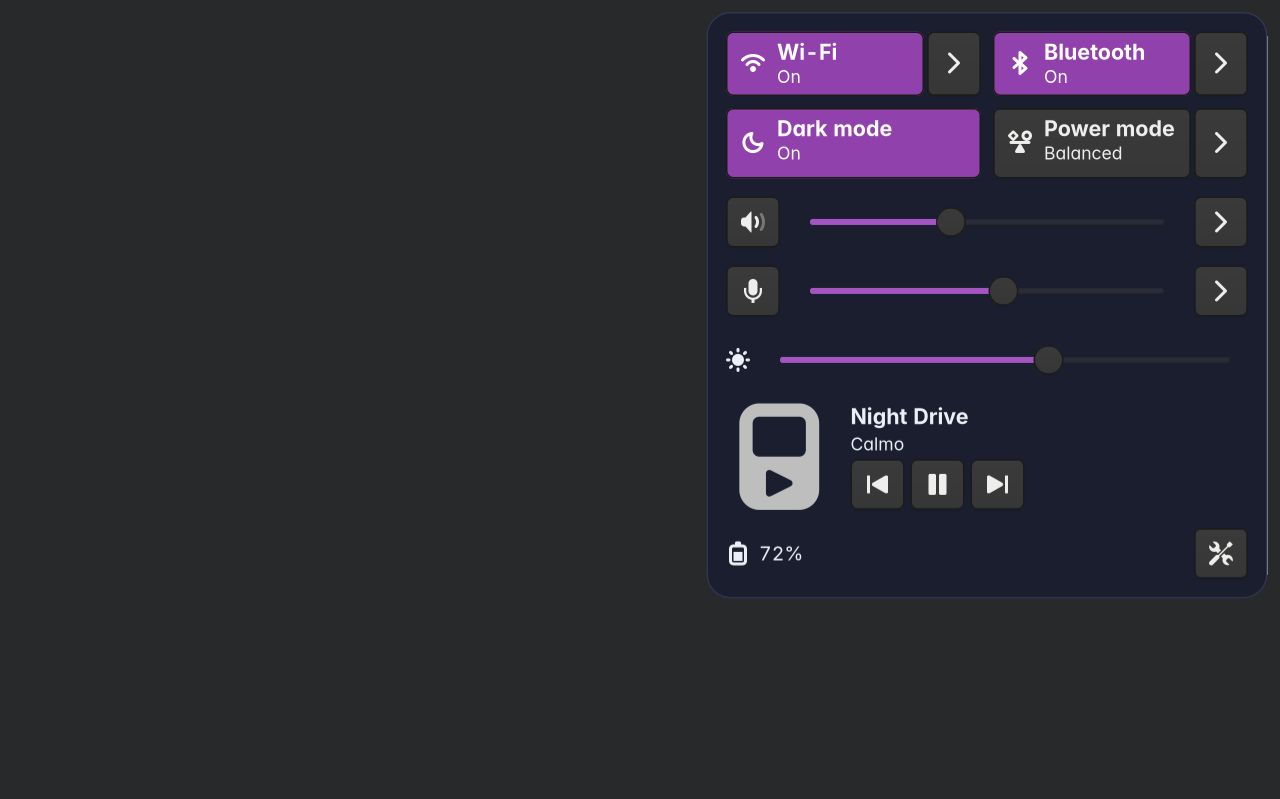 Wi-Fi
On
Bluetooth
On
Dark mode
On
Power mode
Balanced
Night Drive
Calmo
72%